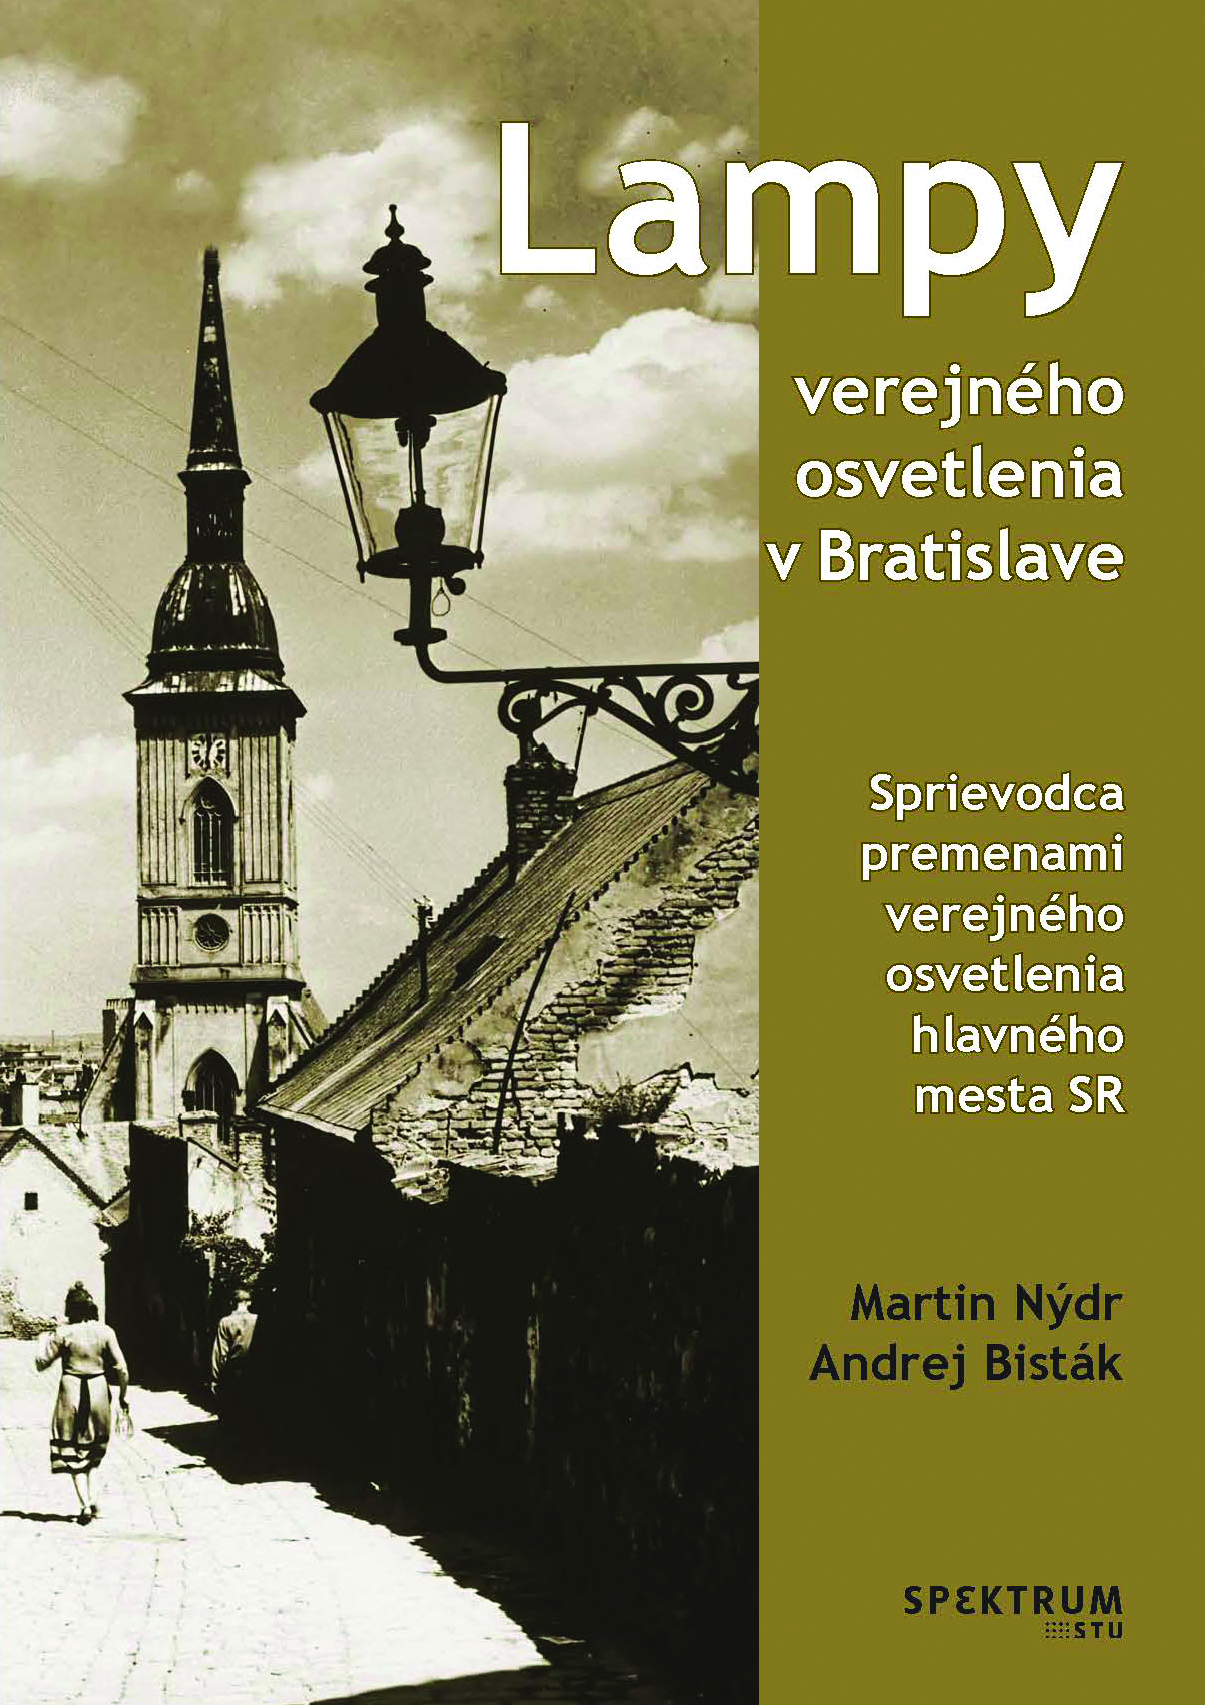 Lampy
verejného
osvetlenia
v Bratislave
Sprievodca
premenami
verejného
osvetlenia
hlavného
mesta SR
Martin Nýdr
Andrej Bisták
SPEKTRUM
STU